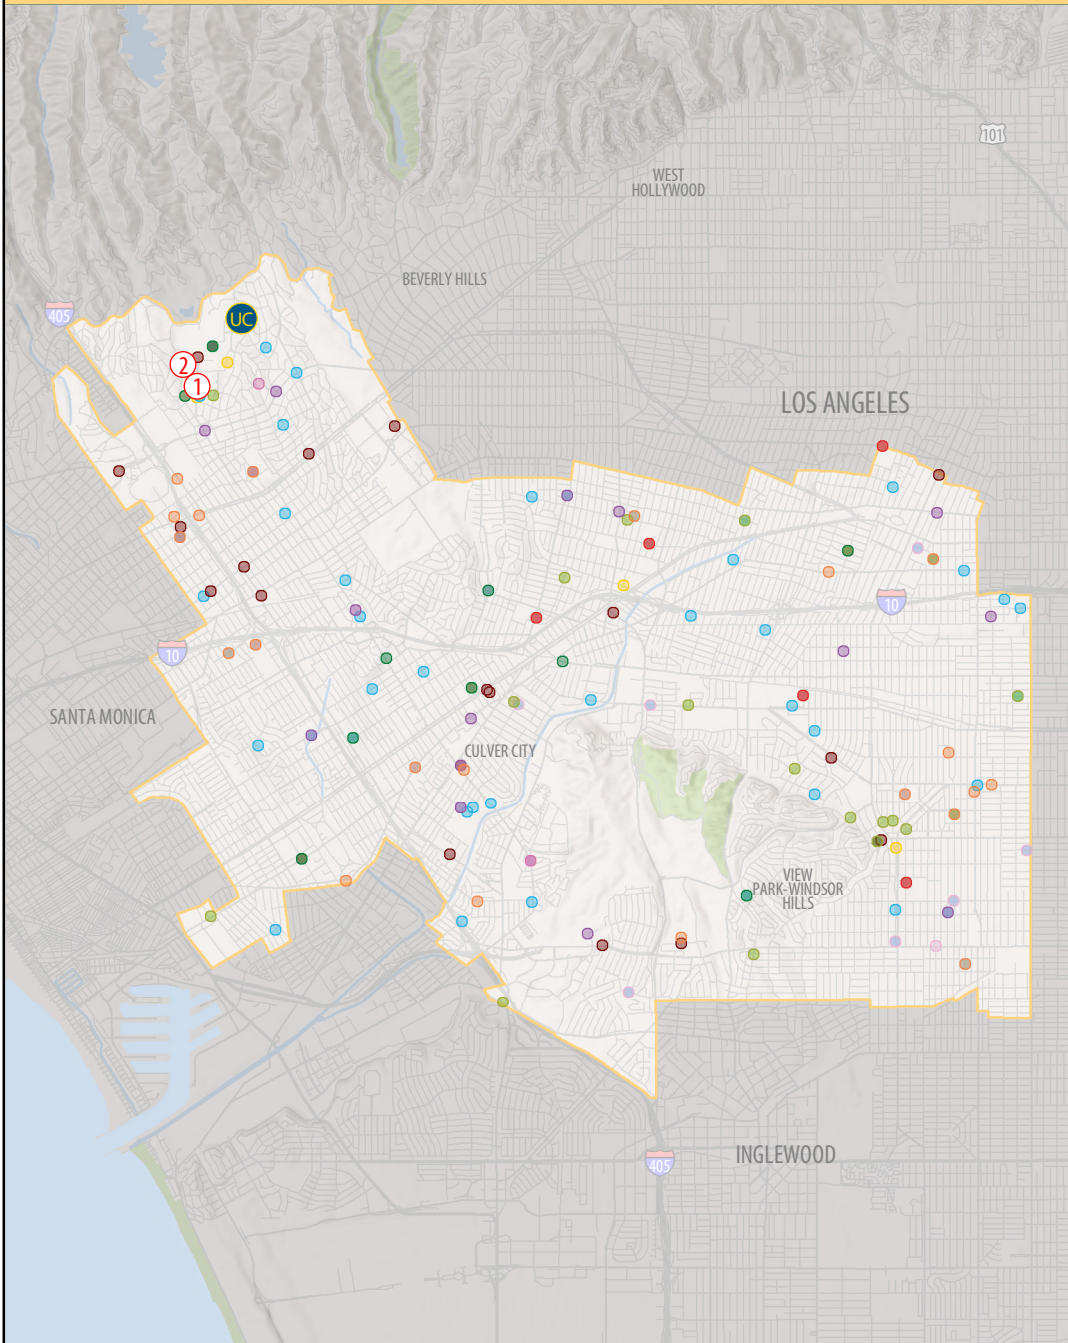 101
WEST
HOLLYWOOD
BEVERLY HILLS
405
UC
2
1
LOS ANGELES
10
10
SANTA MONICA
CULVER CITY
VIEW
PARK-WINDSOR
HILLS
INGLEWOOD
405